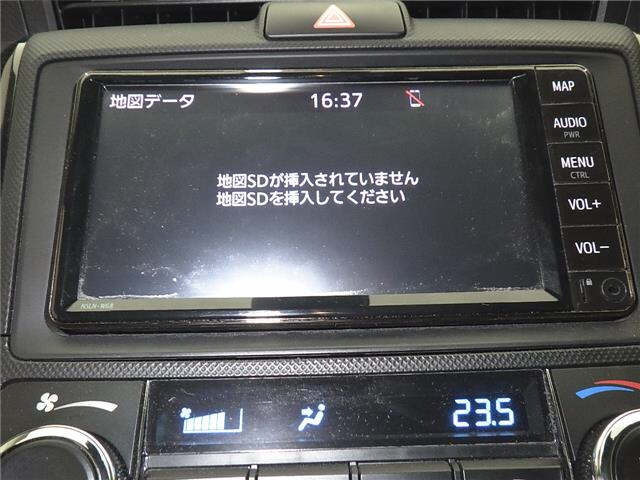 地図データ 16:37
MAP
AUDIO
PWR
MENU
CTRL
VOL+
VOL-
地図SDが挿入されていません
地図SDを挿入してください
NSLN-W68
23.5